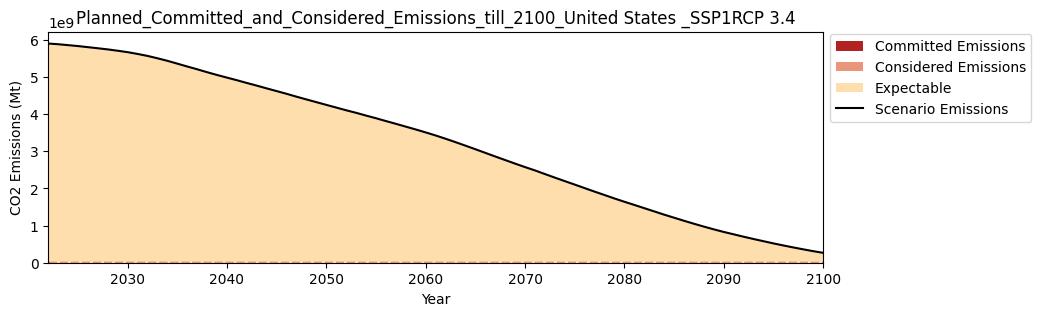 Planned_Committed_and_Considered_Emissions_till_2100_United States _SSP1RCP 3.4
1e9
6
5
4
3
2
1
0
CO2 Emissions (Mt)
2030 2040 2050 2060 2070 2080 2090 2100
Year
Committed Emissions
Considered Emissions
Expectable
Scenario Emissions